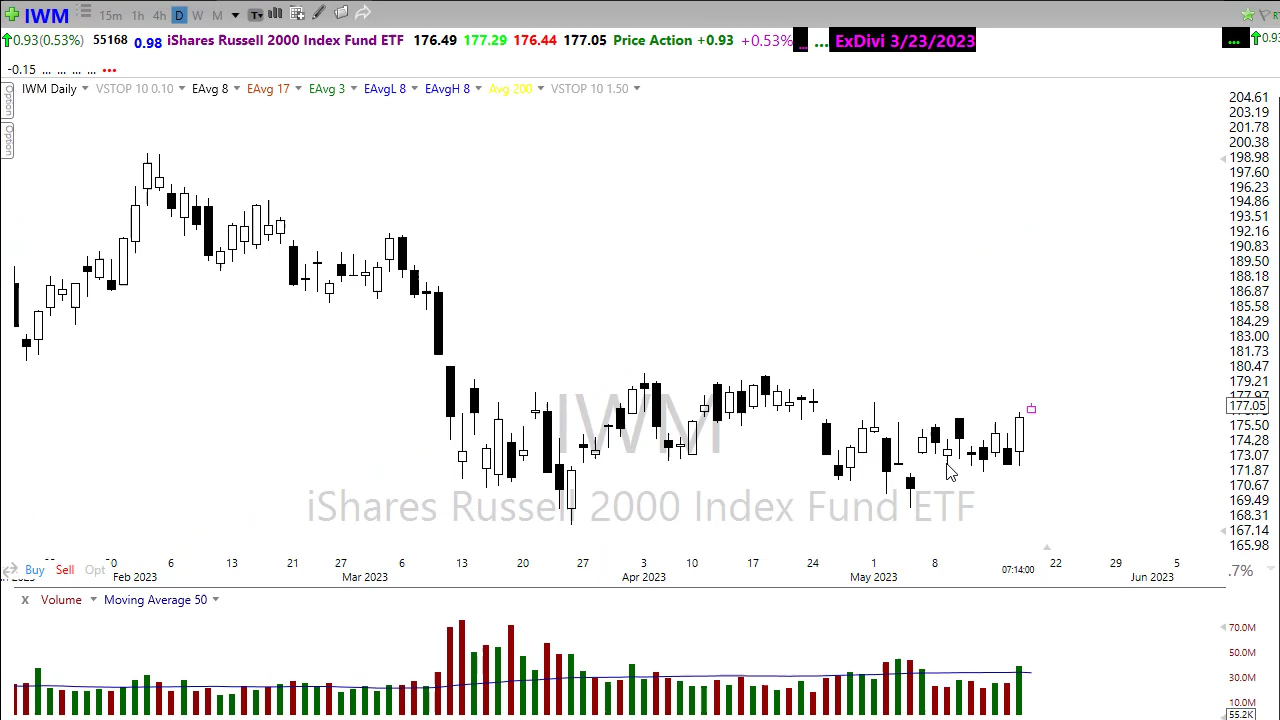 IWM 15m 1h 4h D W M T
0.93(0.53%) 55168 0.98 iShares Russell 2000 Index Fund ETF 176.49 177.29 176.44 177.05 Price Action +0.93 +0.53% ... ... ExDivi 3/23/2023 ... 0.93
-0.15 ... ... ... ... ...
IWM Daily VSTOP 10 0.10 EAvg 8 EAvg 17 EAvg 3 EAvgL 8 EAvgH 8 Avg 200 VSTOP 10 1.50
Option
Option
204.61
203.19
201.78
200.38
198.98
197.60
196.23
194.86
193.51
192.16
190.83
189.50
188.18
186.87
185.58
184.29
183.00
181.73
180.47
179.21
177.05
175.50
174.28
173.07
171.87
170.67
169.49
168.31
167.14
165.98
IWM
iShares Russell 2000 Index Fund ETF
6 13 21 27 6 13 20 27 3 10 17 24 1 8 07:14:00 22 29 5
Feb 2023 Mar 2023 Apr 2023 May 2023 Jun 2023
Buy Sell Opt .7%
X Volume Moving Average 50
70.0M
50.0M
30.0M
10.0M
55.2K